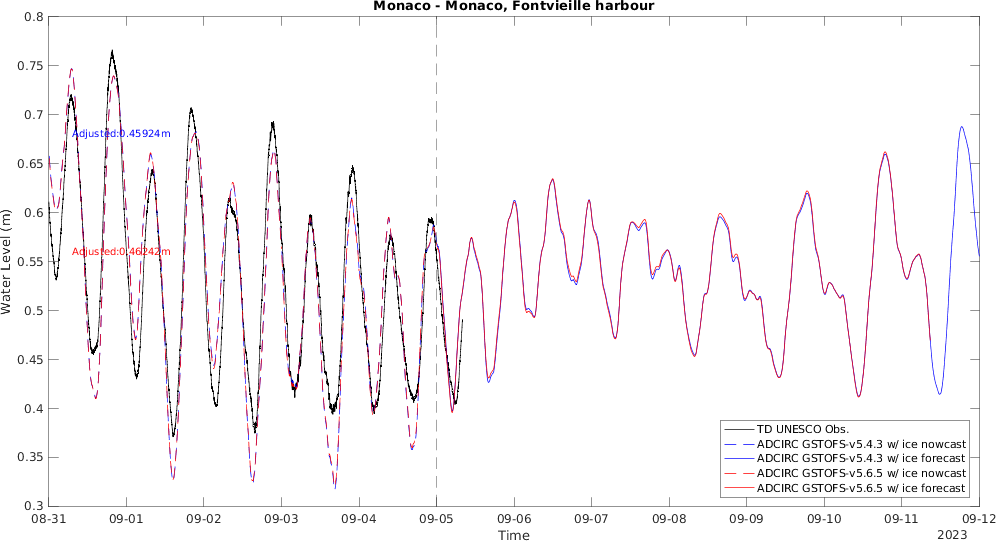 Monaco - Monaco, Fontvieille harbour
Water Level (m)
0.8
0.75
0.7
0.65
0.6
0.55
0.5
0.45
0.4
0.35
0.3
Adjusted:0.45924m
Adjusted:0.46242m
TD UNESCO Obs.
ADCIRC GSTOFS-v5.4.3 w/ ice nowcast
ADCIRC GSTOFS-v5.4.3 w/ ice forecast
ADCIRC GSTOFS-v5.6.5 w/ ice nowcast
ADCIRC GSTOFS-v5.6.5 w/ ice forecast
08-31 09-01 09-02 09-03 09-04 09-05 09-06 09-07 09-08 09-09 09-10 09-11 09-12
Time
2023